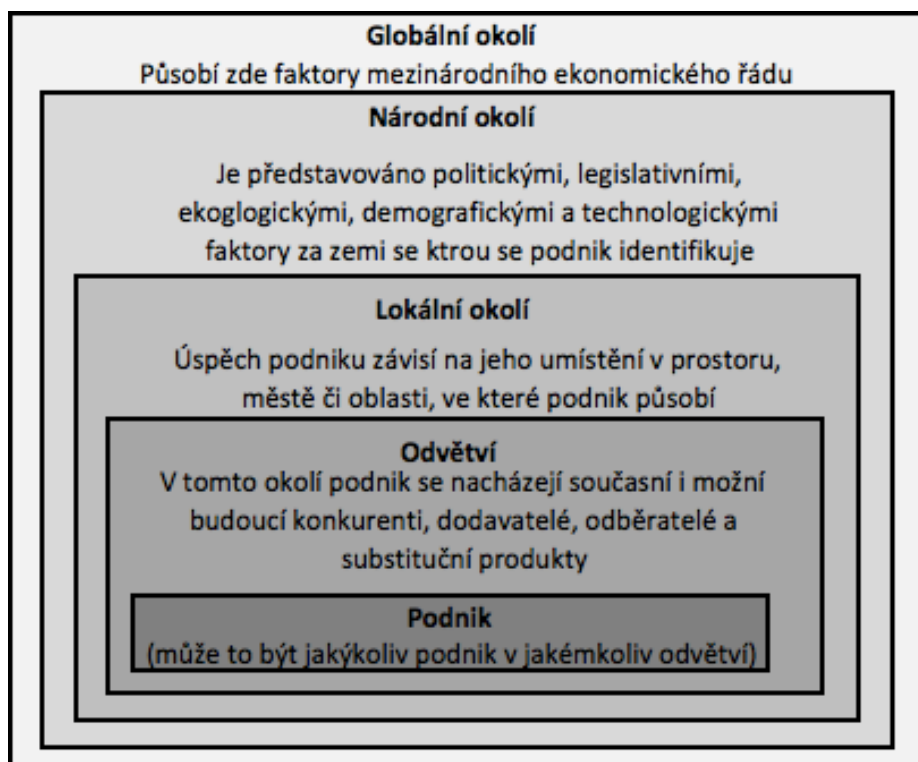 Globální okolí
Působí zde faktory mezinárodního ekonomického řádu
Národní okolí
Je představováno politickými, legislativními,
ekoglogickými, demografickými a technologickými
faktory za zemi se ktrou se podnik identifikuje
Lokální okolí
Úspěch podniku závisí na jeho umístění v prostoru,
městě či oblasti, ve které podnik působí
Odvětví
V tomto okolí podnik se nacházejí současní i možní
budoucí konkurenti, dodavatelé, odběratelé a
substituční produkty
Podnik
(může to být jakýkoliv podnik v jakémkoliv odvětví)